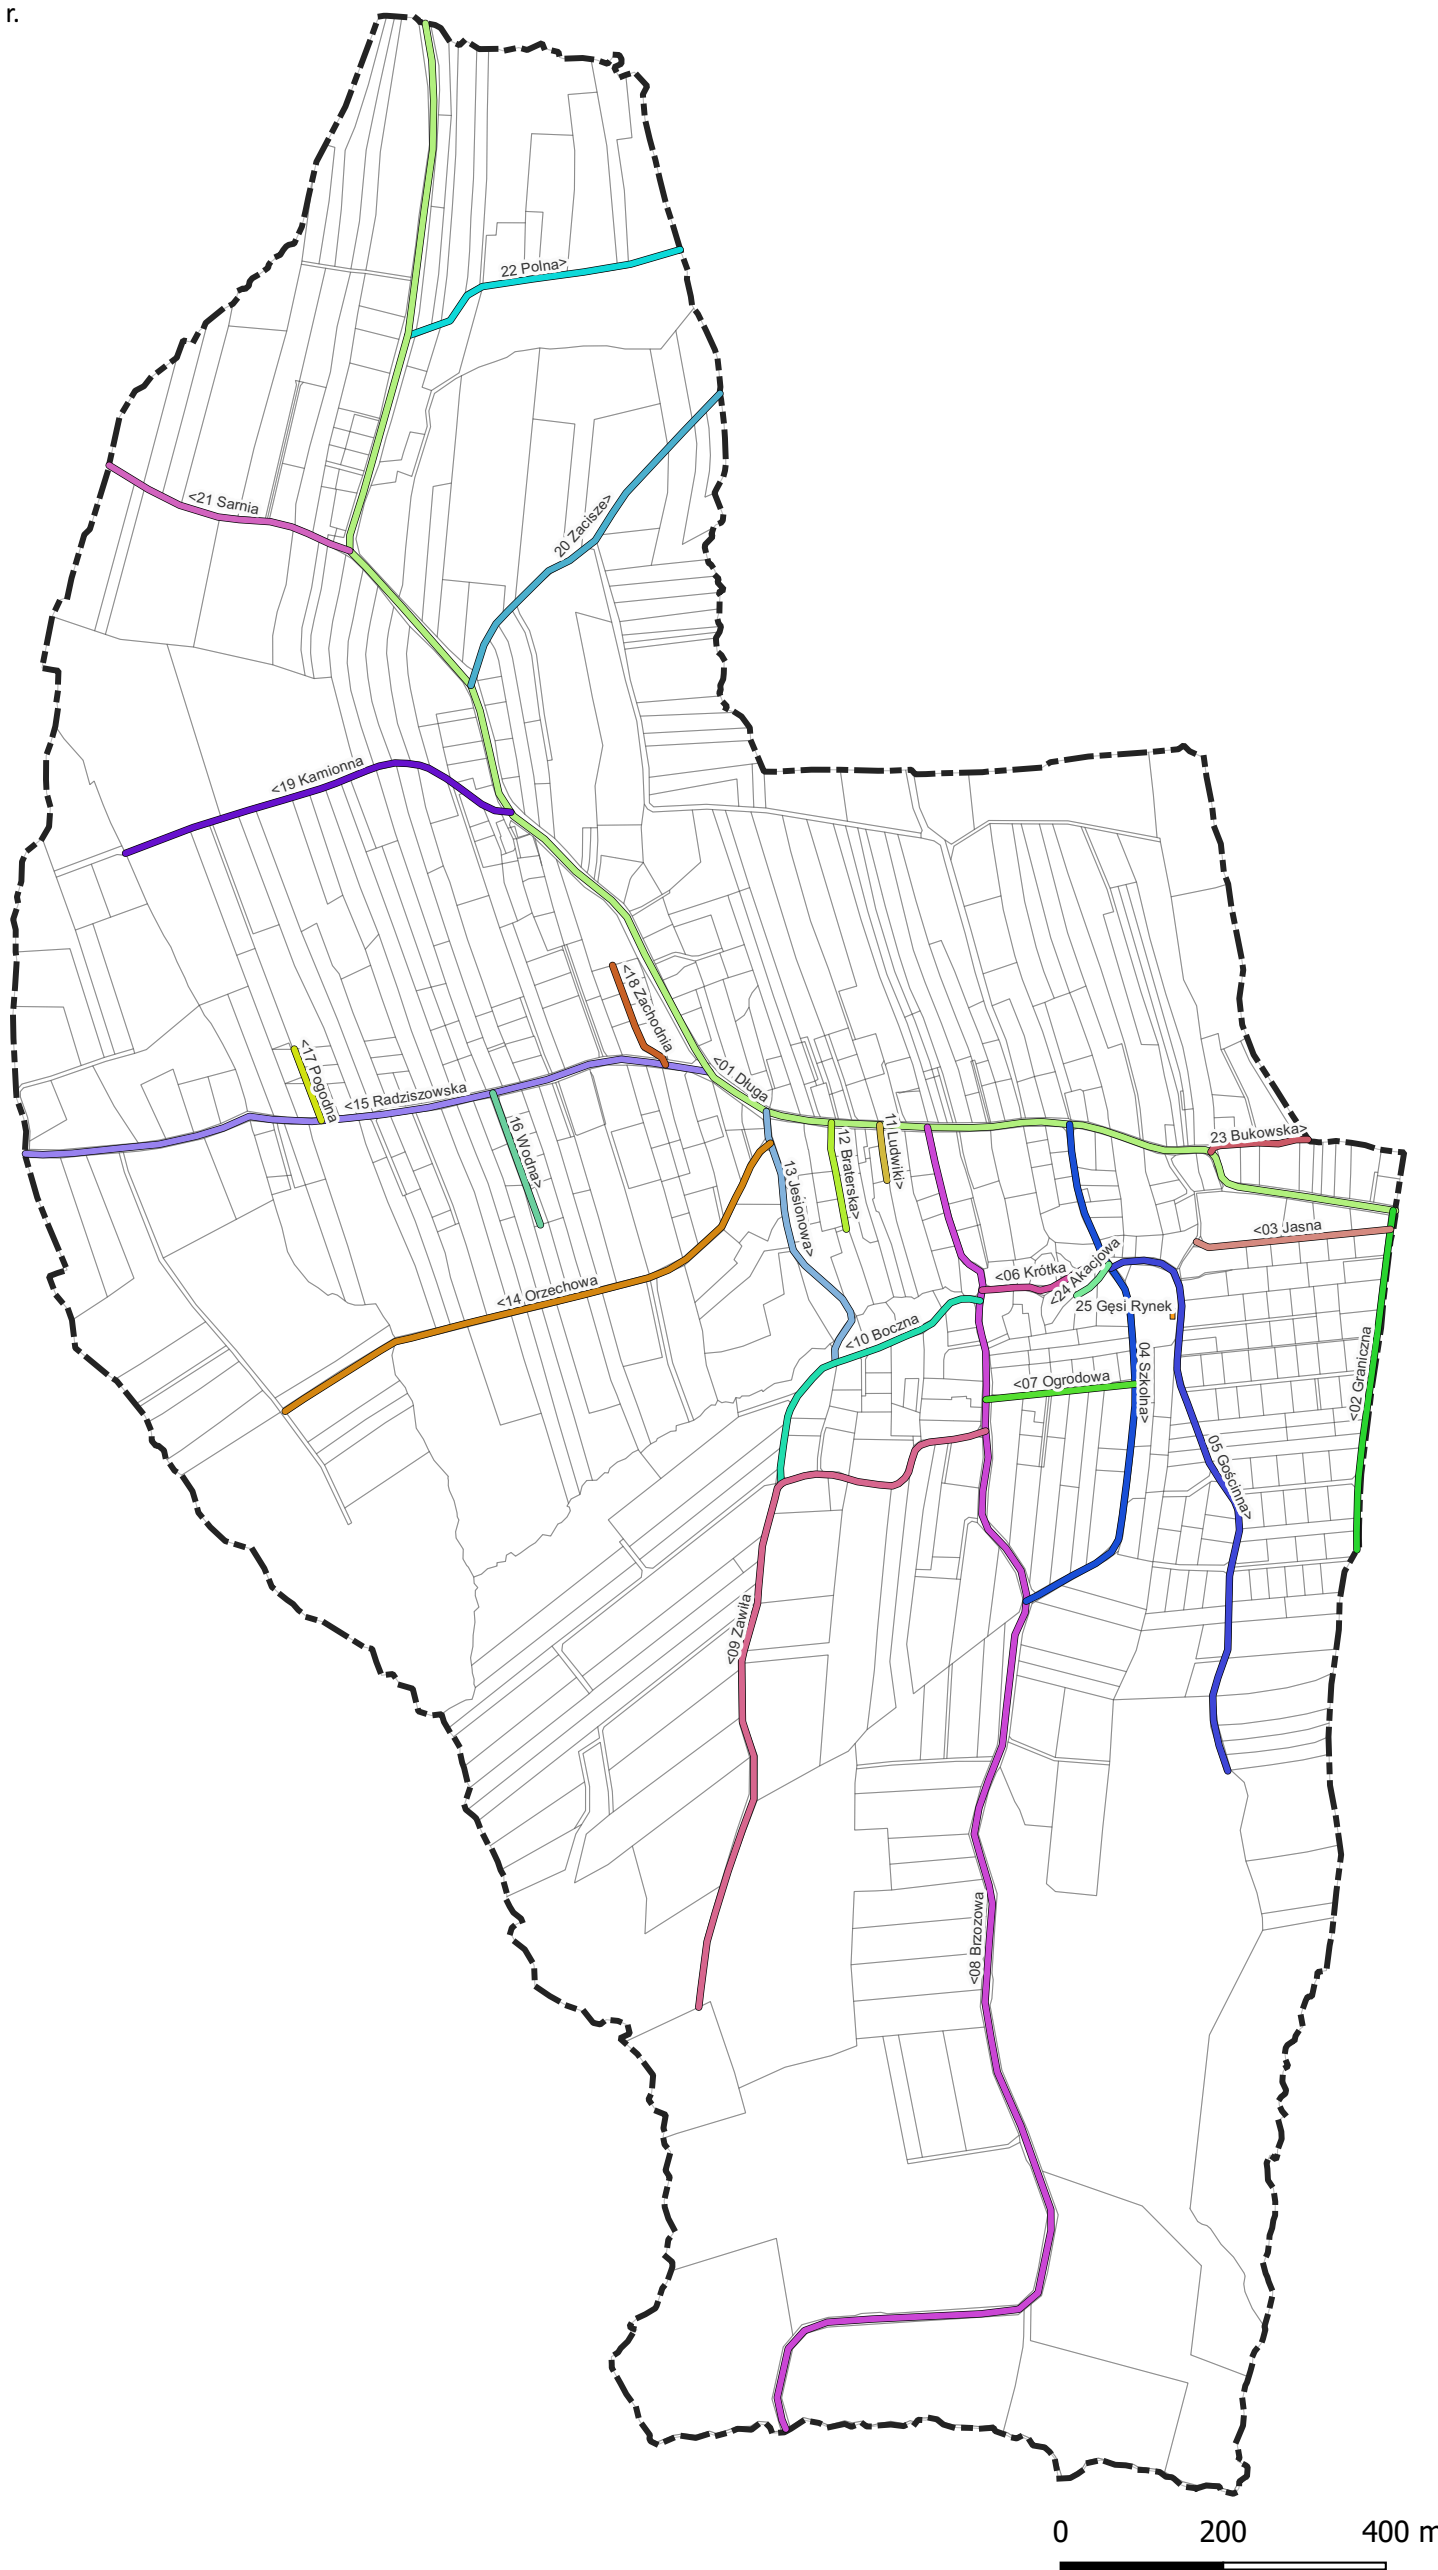 r.
22 Polna>
<21 Sarnia
20 Zacisze>
<19 Kamionna
<18 Zachodnia
<17 Pogodna
<01 Długa
<15 Radziszowska
16 Wodna>
11 Ludwiki>
12 Braterska>
23 Bukowska>
13 Jesionowa>
<03 Jasna
<06 Krótka
<24 Akacjowa
<14 Orzechowa
25 Gęsi Rynek
<10 Boczna
04 Szkolna>
<02 Graniczna
<07 Ogrodowa
05 Gościnna>
<09 Zawiła
<08 Brzozowa
0 200 400 m